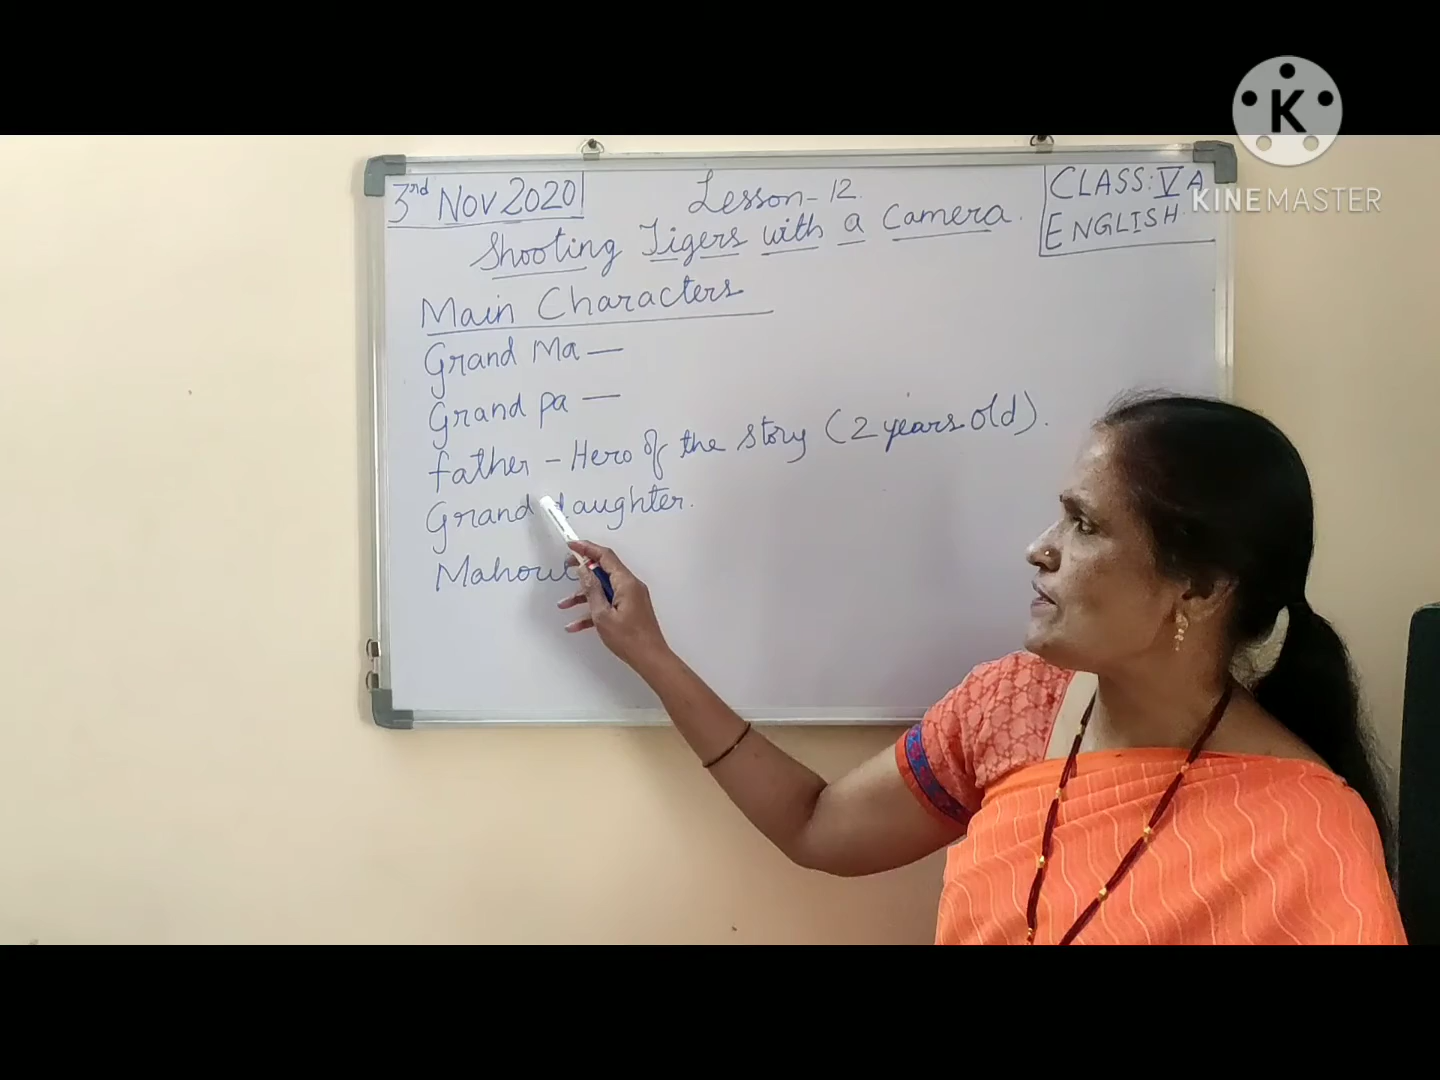 3rd Nov 2020
Lesson-12.
CLASS: V A
ENGLISH.
Shooting Tigers with a Camera.
Main Characters
Grand Ma —
Grand pa —
father - Hero of the story (2 years old).
Grand daughter.
Mahout
K
KINEMASTER